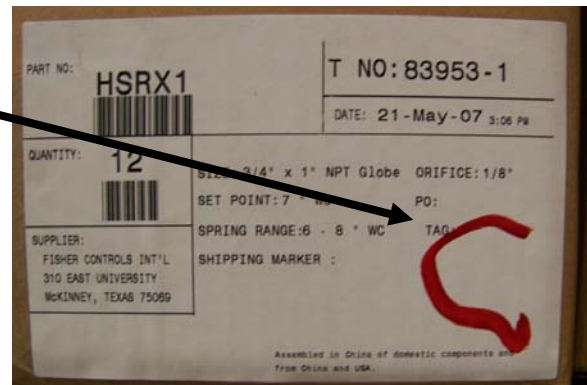 PART NO:
HSRX1
T NO: 83953-1
DATE: 21-May-07 3:06 PM
QUANTITY:
12
SIZE: 3/4" x 1" NPT Globe ORIFICE: 1/8"
SET POINT: 7 " PO:
SPRING RANGE: 6 - 8 " WC TAG:
SUPPLIER:
FISHER CONTROLS INT'L
310 EAST UNIVERSITY
McKINNEY, TEXAS 75069
SHIPPING MARKER :
Assembled in China of domestic components and
from China and USA.